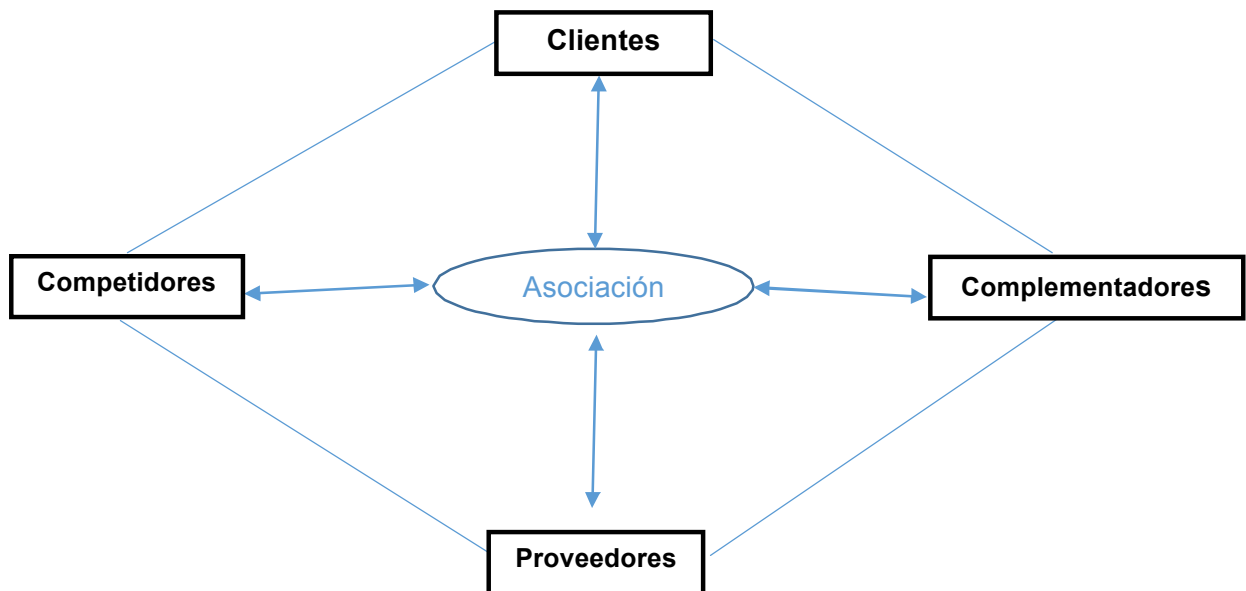 Clientes
Competidores
Asociación
Complementadores
Proveedores